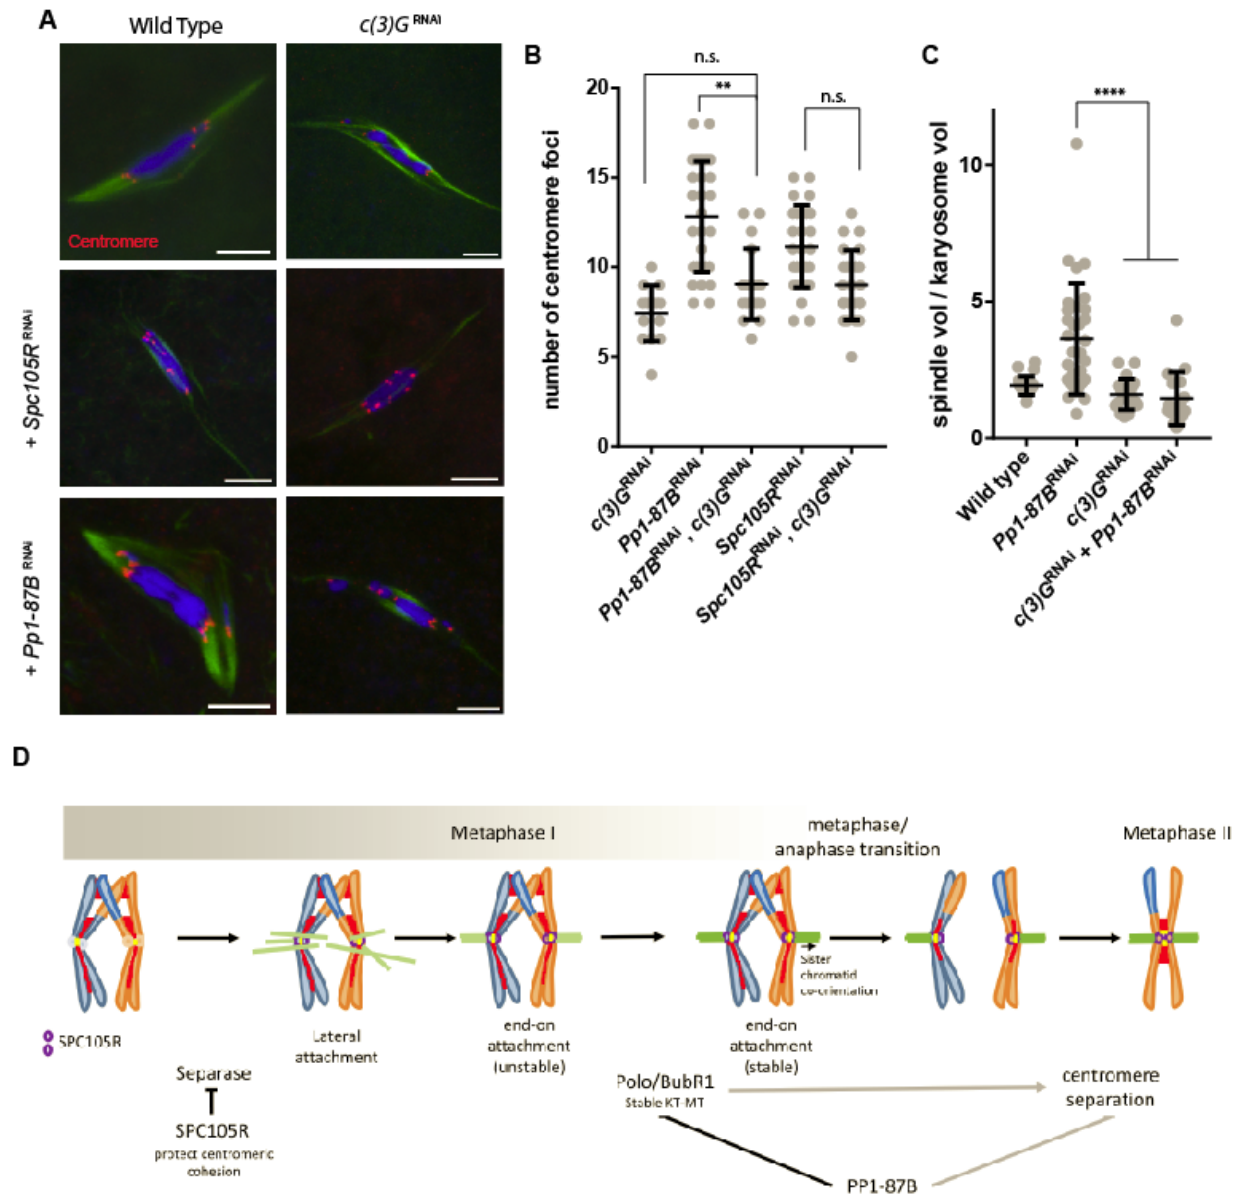 A
Wild Type
c(3)G RNAi
Centromere
+ Spc105R RNAi
+ Pp1-87B RNAi
B
n.s.
**
n.s.
20
15
10
5
0
number of centromere foci
c(3)G RNAi
Pp1-87B RNAi
Pp1-87B RNAi , c(3)G RNAi
Spc105R RNAi
Spc105R RNAi , c(3)G RNAi
C
****
10
5
0
spindle vol / karyosome vol
Wild type
Pp1-87B RNAi
c(3)G RNAi
c(3)G RNAi + Pp1-87B RNAi
D
Metaphase I
metaphase/
anaphase transition
Metaphase II
SPC105R
Lateral
attachment
end-on
attachment
(unstable)
end-on
attachment
(stable)
Sister
chromatid
co-orientation
Separase
SPC105R
protect centromeric
cohesion
Polo/BubR1
Stable KT-MT
centromere
separation
PP1-87B